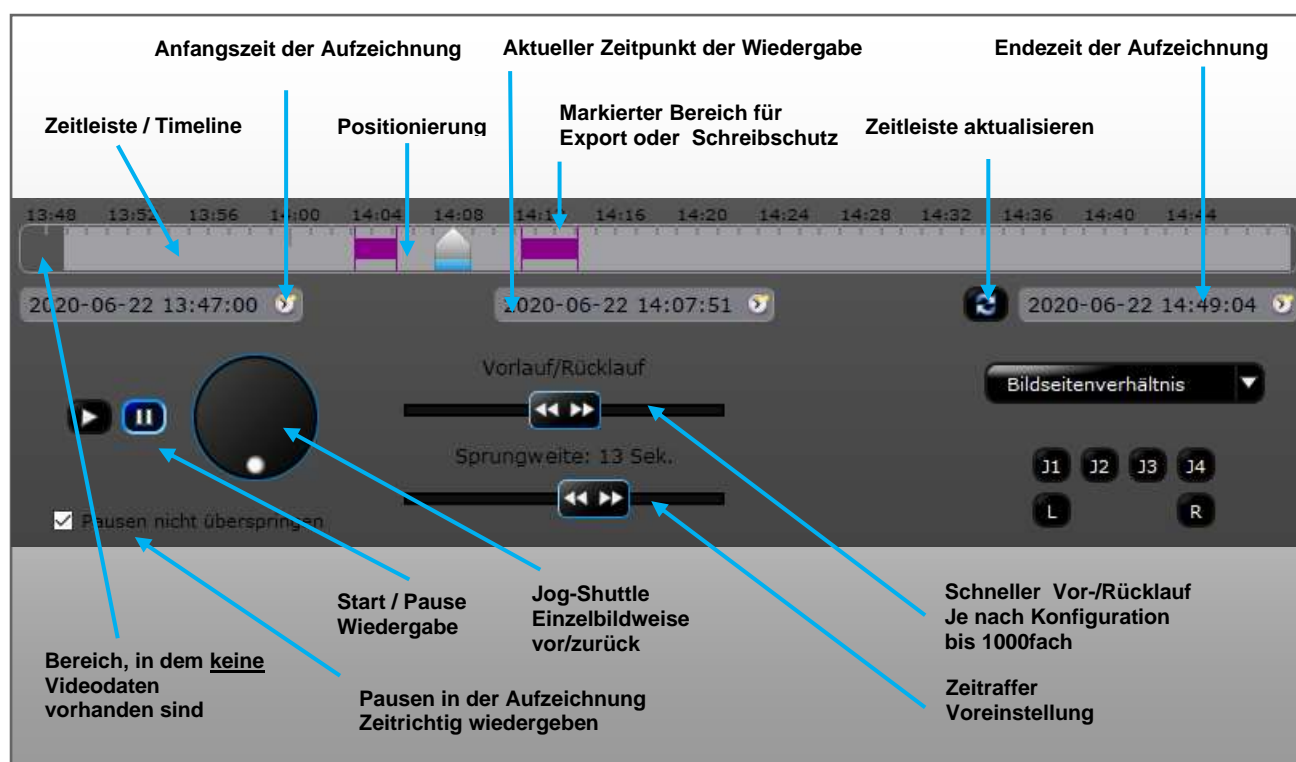 Anfangszeit der Aufzeichnung
Aktueller Zeitpunkt der Wiedergabe
Endezeit der Aufzeichnung
Zeitleiste / Timeline
Positionierung
Markierter Bereich für
Export oder Schreibschutz
Zeitleiste aktualisieren
13:48 13:52 13:56 14:00 14:04 14:08 14:12 14:16 14:20 14:24 14:28 14:32 14:36 14:40 14:44
2020-06-22 13:47:00
2020-06-22 14:07:51
2020-06-22 14:49:04
Vorlauf/Rücklauf
Bildseitenverhältnis
Sprungweite: 13 Sek.
J1 J2 J3 J4
L R
Pausen nicht überspringen
Start / Pause
Wiedergabe
Jog-Shuttle
Einzelbildweise
vor/zurück
Schneller Vor-/Rücklauf
Je nach Konfiguration
bis 1000fach
Bereich, in dem keine
Videodaten
vorhanden sind
Pausen in der Aufzeichnung
Zeitrichtig wiedergeben
Zeitraffer
Voreinstellung